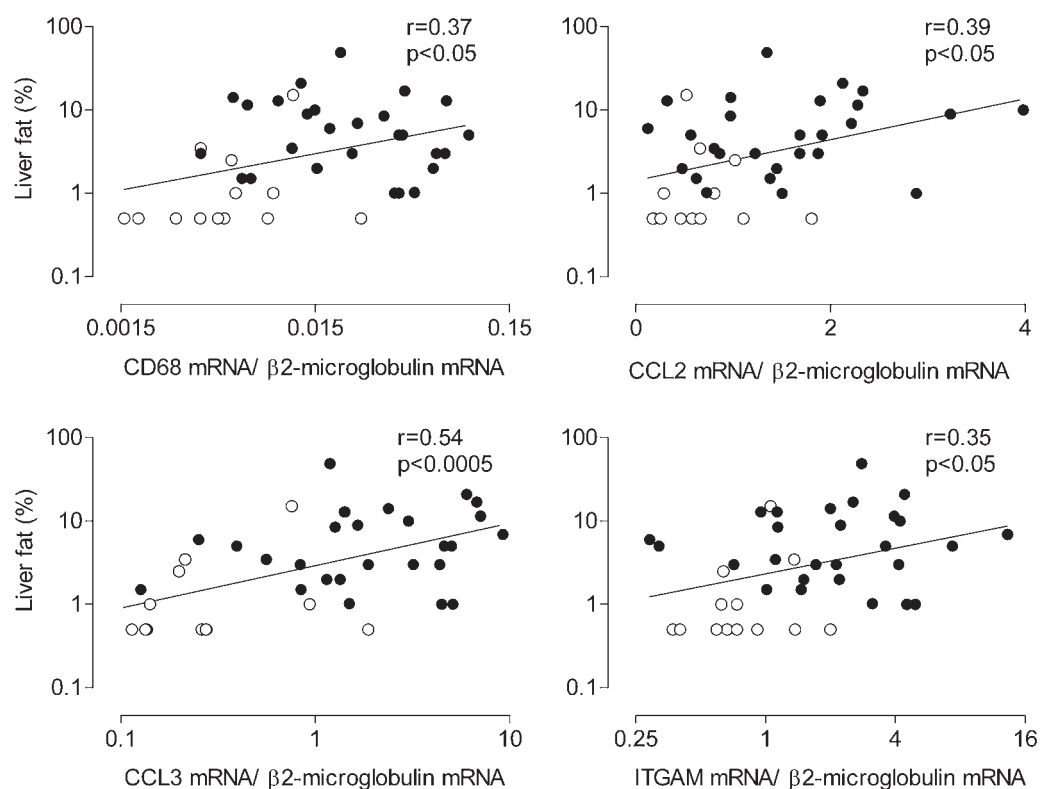 100
10
1
0.1
Liver fat (%)
r=0.37
p<0.05
0.0015 0.015 0.15
CD68 mRNA/ β2-microglobulin mRNA
100
10
1
0.1
r=0.39
p<0.05
0 2 4
CCL2 mRNA/ β2-microglobulin mRNA
100
10
1
0.1
Liver fat (%)
r=0.54
p<0.0005
0.1 1 10
CCL3 mRNA/ β2-microglobulin mRNA
100
10
1
0.1
r=0.35
p<0.05
0.25 1 4 16
ITGAM mRNA/ β2-microglobulin mRNA